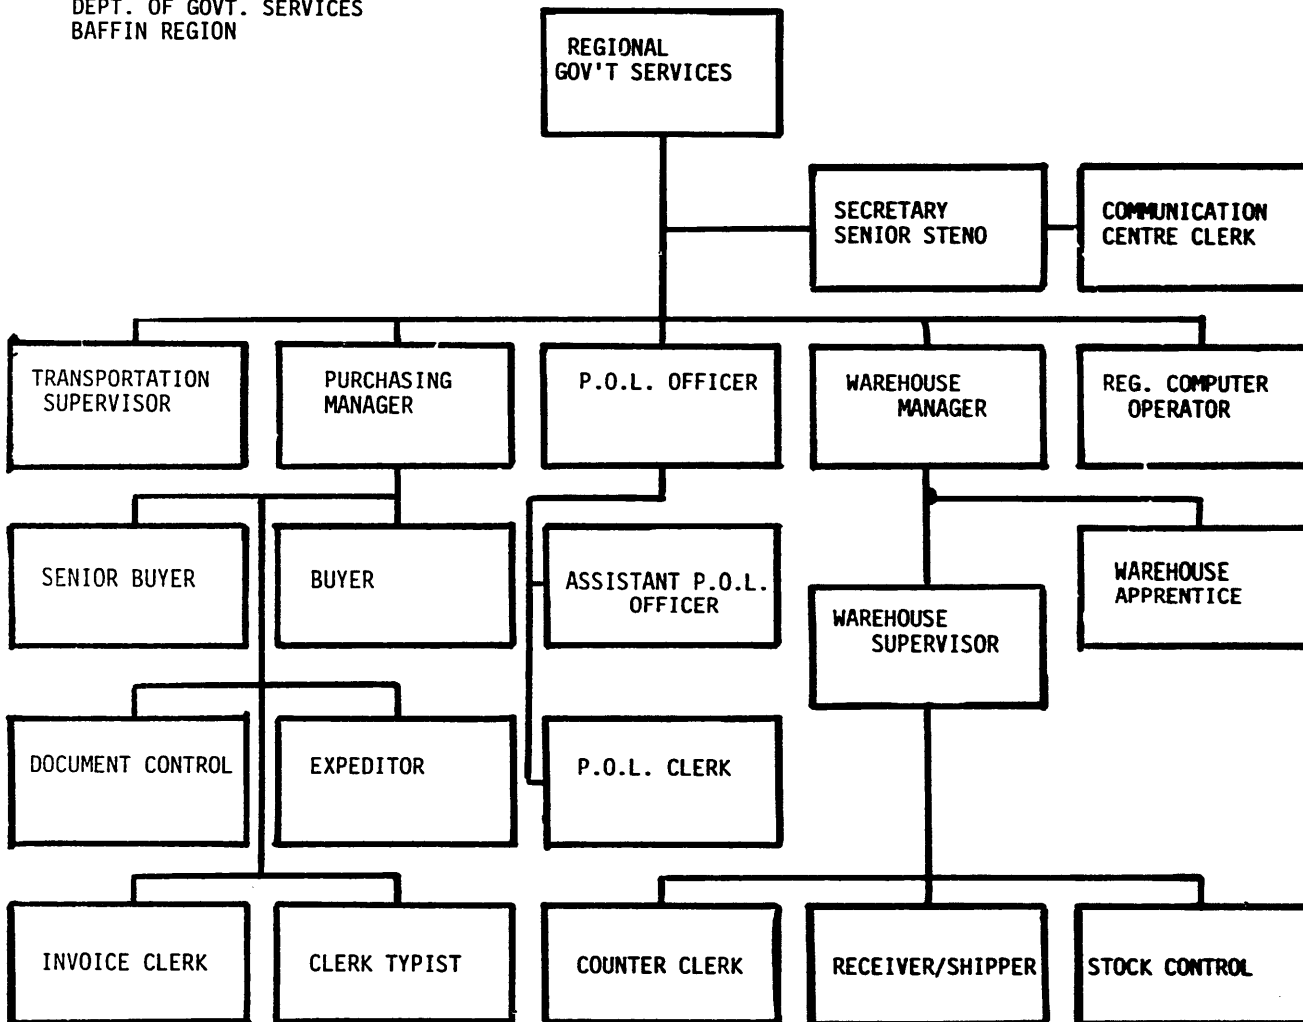 DEPT. OF GOVT. SERVICES
BAFFIN REGION
REGIONAL
GOV'T SERVICES
SECRETARY
SENIOR STENO
COMMUNICATION
CENTRE CLERK
TRANSPORTATION
SUPERVISOR
PURCHASING
MANAGER
P.O.L. OFFICER
WAREHOUSE
MANAGER
REG. COMPUTER
OPERATOR
SENIOR BUYER
BUYER
ASSISTANT P.O.L.
OFFICER
WAREHOUSE
SUPERVISOR
WAREHOUSE
APPRENTICE
DOCUMENT CONTROL
EXPEDITOR
P.O.L. CLERK
INVOICE CLERK
CLERK TYPIST
COUNTER CLERK
RECEIVER/SHIPPER
STOCK CONTROL